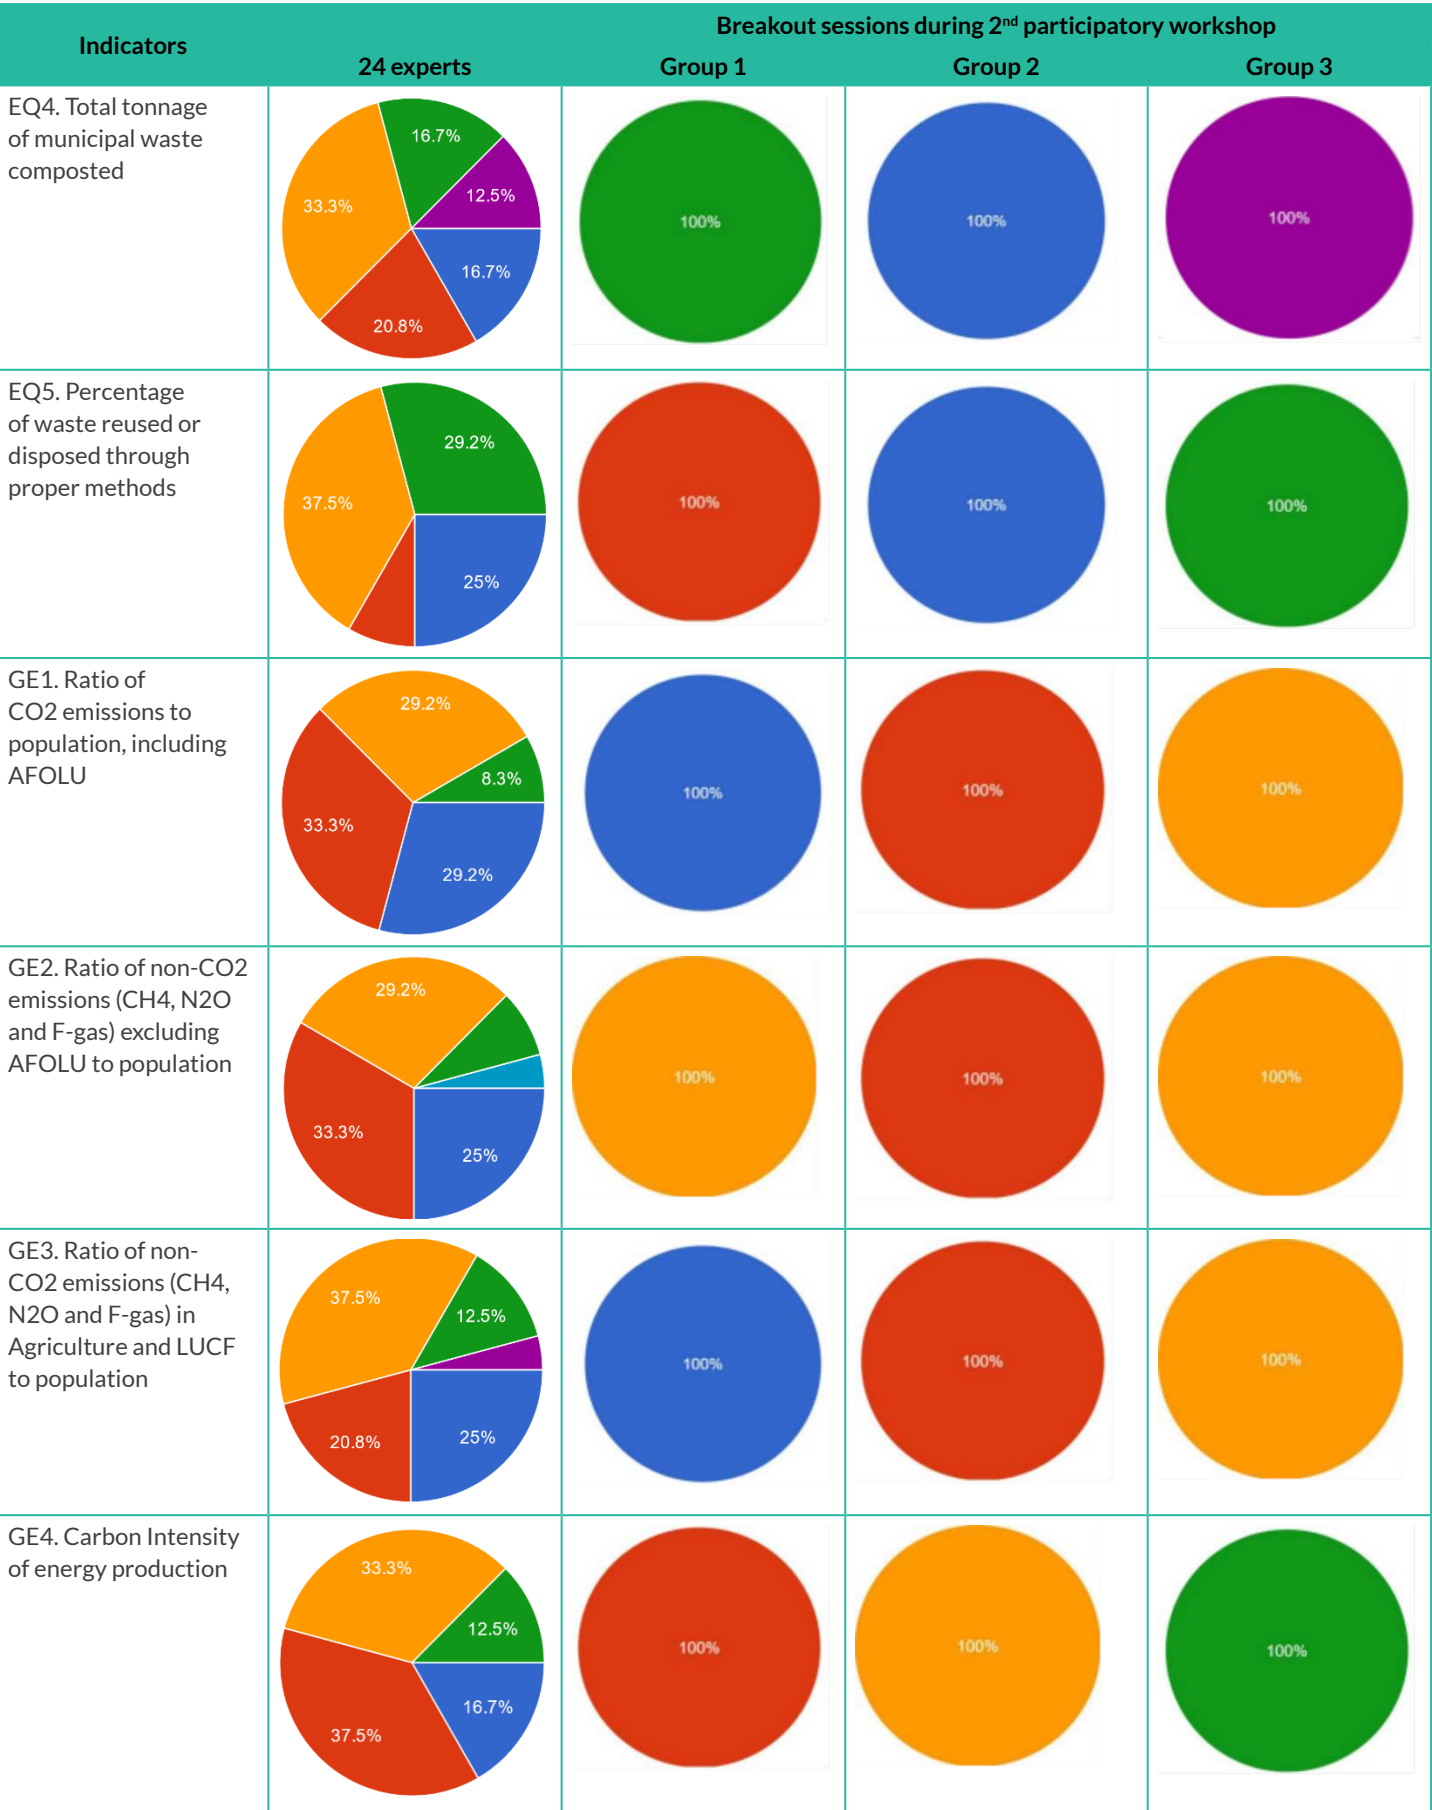 Indicators
Breakout sessions during 2nd participatory workshop
24 experts
Group 1
Group 2
Group 3
EQ4. Total tonnage
of municipal waste
composted
16.7%
12.5%
33.3%
16.7%
20.8%
100%
100%
100%
EQ5. Percentage
of waste reused or
disposed through
proper methods
29.2%
37.5%
25%
100%
100%
100%
GE1. Ratio of
CO2 emissions to
population, including
AFOLU
29.2%
8.3%
33.3%
29.2%
100%
100%
100%
GE2. Ratio of non-CO2
emissions (CH4, N2O
and F-gas) excluding
AFOLU to population
29.2%
33.3%
25%
100%
100%
100%
GE3. Ratio of non-
CO2 emissions (CH4,
N2O and F-gas) in
Agriculture and LUCF
to population
37.5%
12.5%
20.8%
25%
100%
100%
100%
GE4. Carbon Intensity
of energy production
33.3%
12.5%
16.7%
37.5%
100%
100%
100%